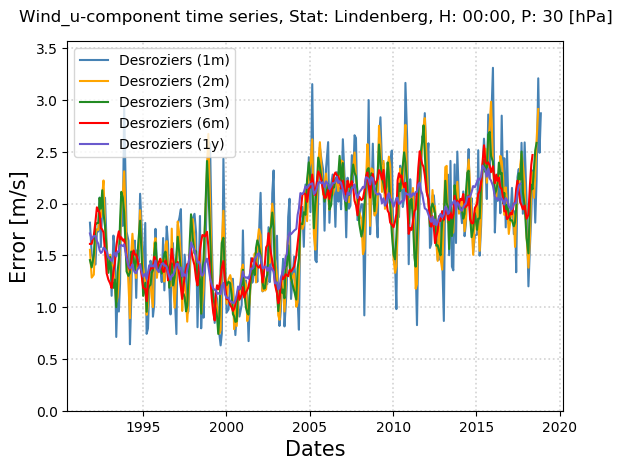 Wind_u-component time series, Stat: Lindenberg, H: 00:00, P: 30 [hPa]
Desroziers (1m)
Desroziers (2m)
Desroziers (3m)
Desroziers (6m)
Desroziers (1y)
Error [m/s]
3.5
3.0
2.5
2.0
1.5
1.0
0.5
0.0
1995 2000 2005 2010 2015 2020
Dates